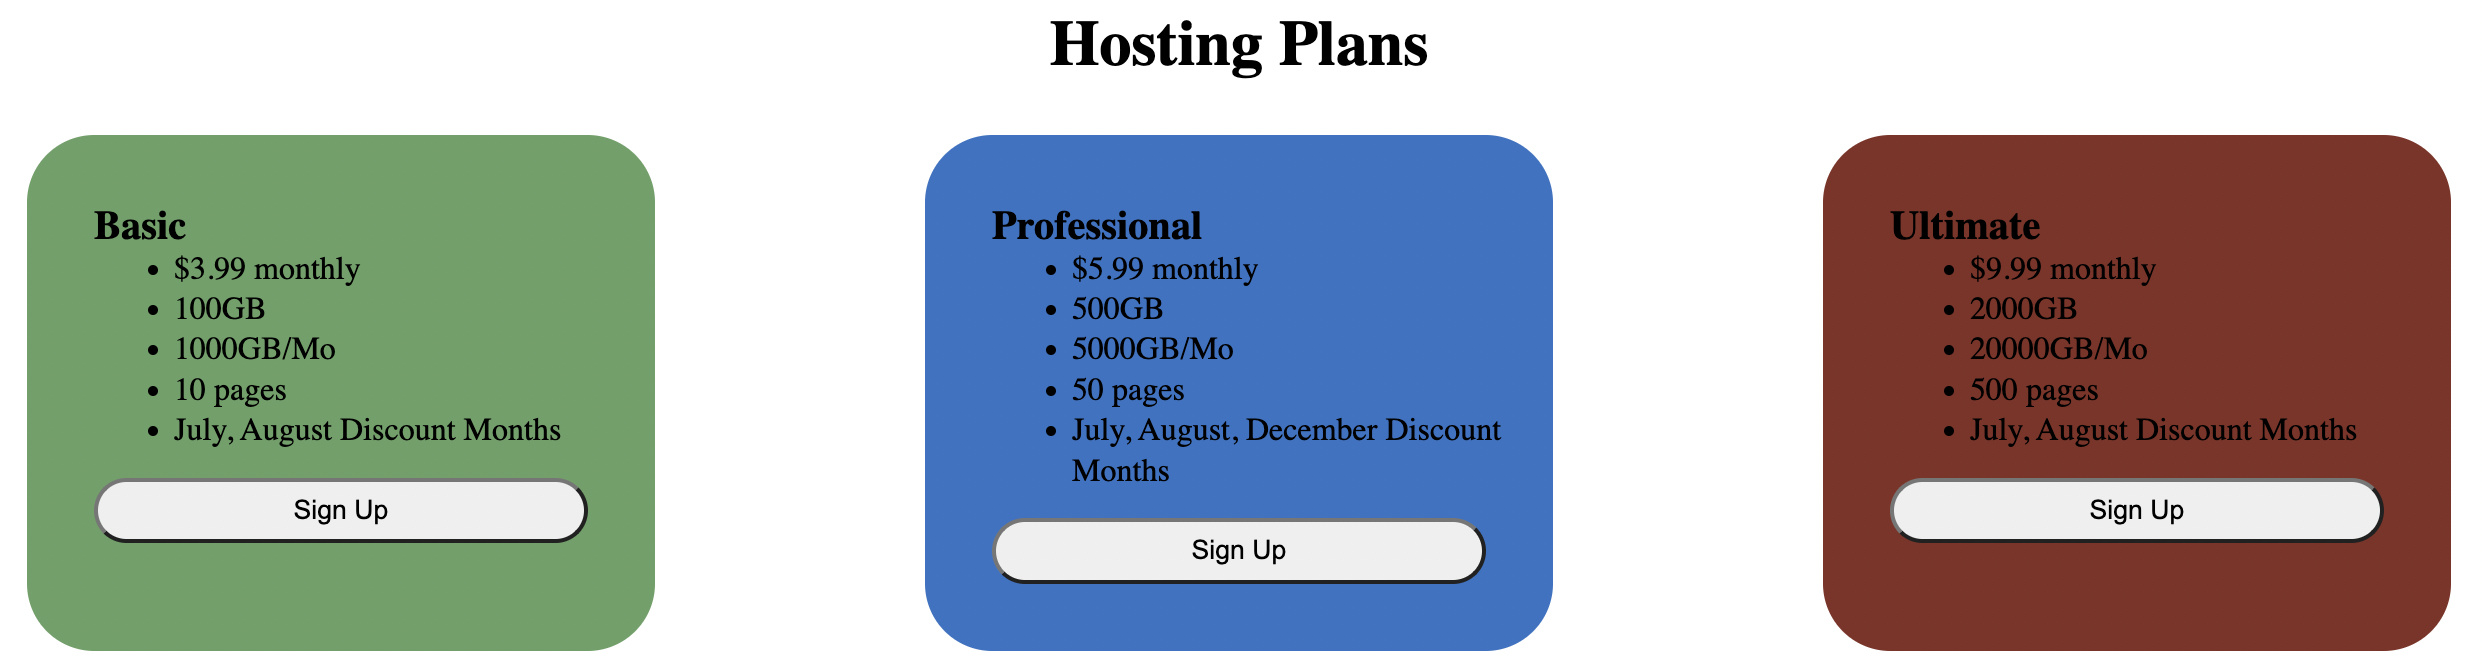 Hosting Plans
Basic
$3.99 monthly
100GB
1000GB/Mo
10 pages
July, August Discount Months
Sign Up
Professional
$5.99 monthly
500GB
5000GB/Mo
50 pages
July, August, December Discount
Months
Sign Up
Ultimate
$9.99 monthly
2000GB
20000GB/Mo
500 pages
July, August Discount Months
Sign Up